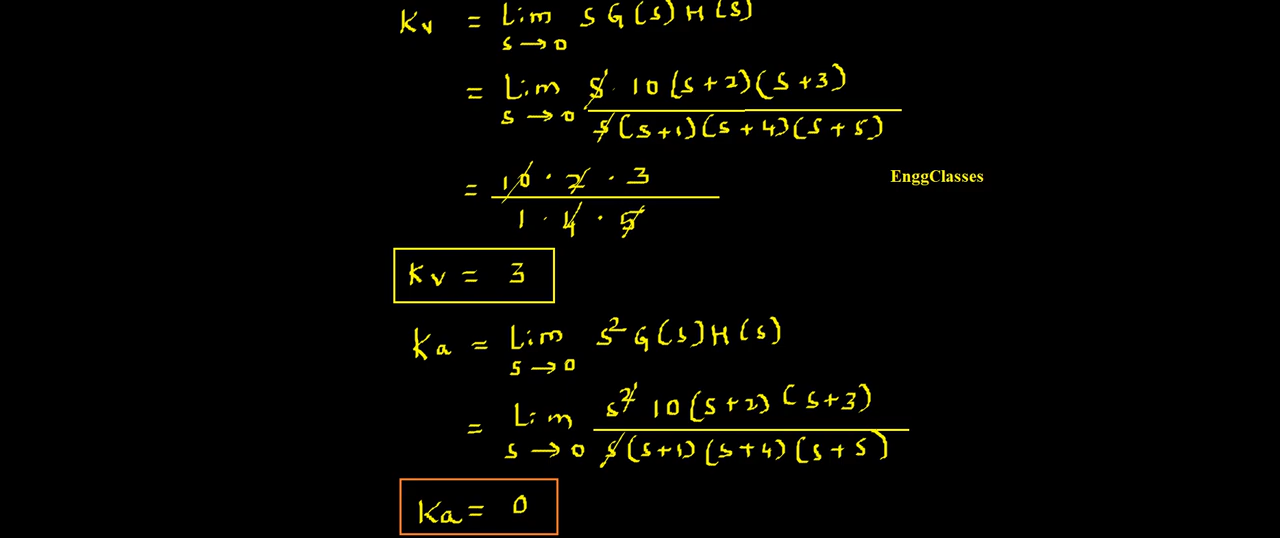 Kv = Lim s→0 s G(s) H(s)
= Lim s→0 s · 10(s+2)(s+3) / s(s+1)(s+4)(s+5)
= 10 · 2 · 3 / 1 · 4 · 5
EnggClasses
Kv = 3
Ka = Lim s→0 s² G(s) H(s)
= Lim s→0 s² 10(s+2)(s+3) / s(s+1)(s+4)(s+5)
Ka = 0